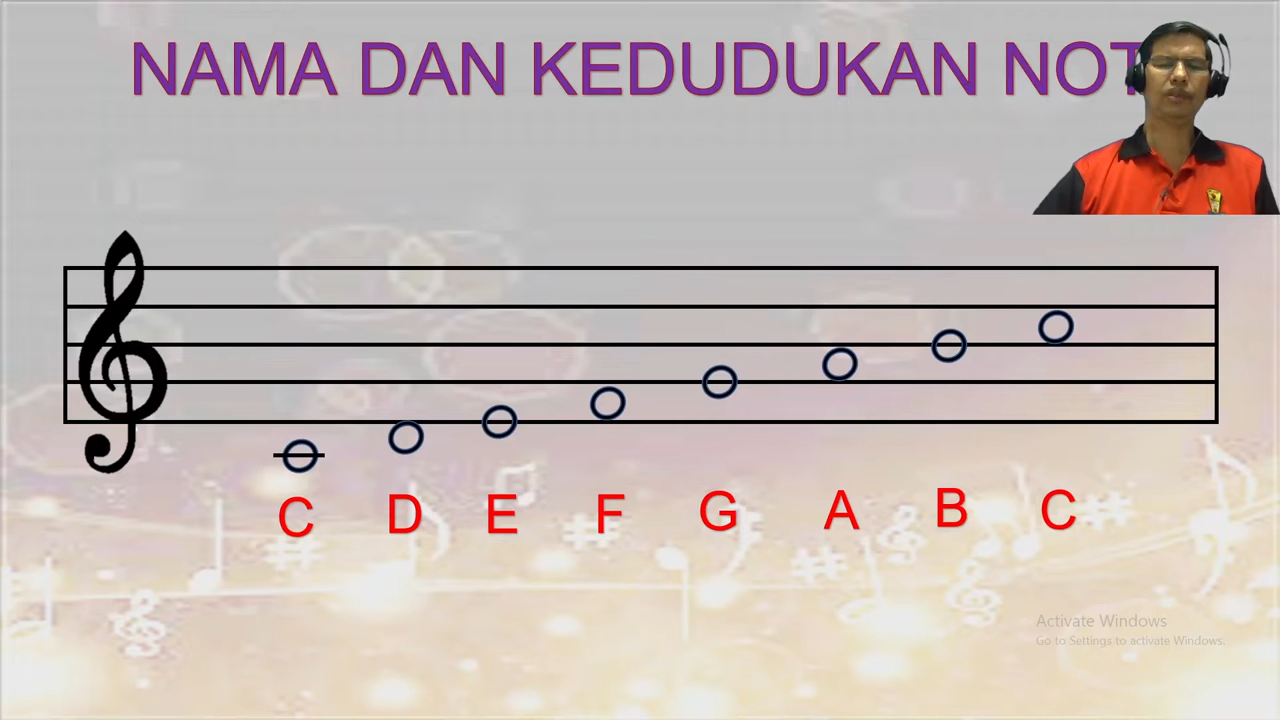 NAMA DAN KEDUDUKAN NOT
C D E F G A B C
Activate Windows
Go to Settings to activate Windows.